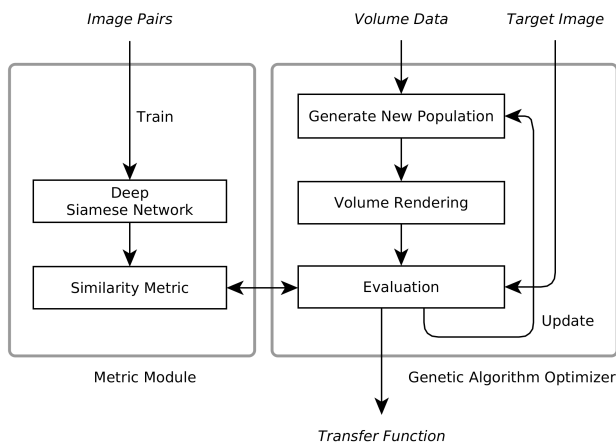 Image Pairs
Volume Data
Target Image
Train
Generate New Population
Deep
Siamese Network
Volume Rendering
Similarity Metric
Evaluation
Update
Metric Module
Genetic Algorithm Optimizer
Transfer Function